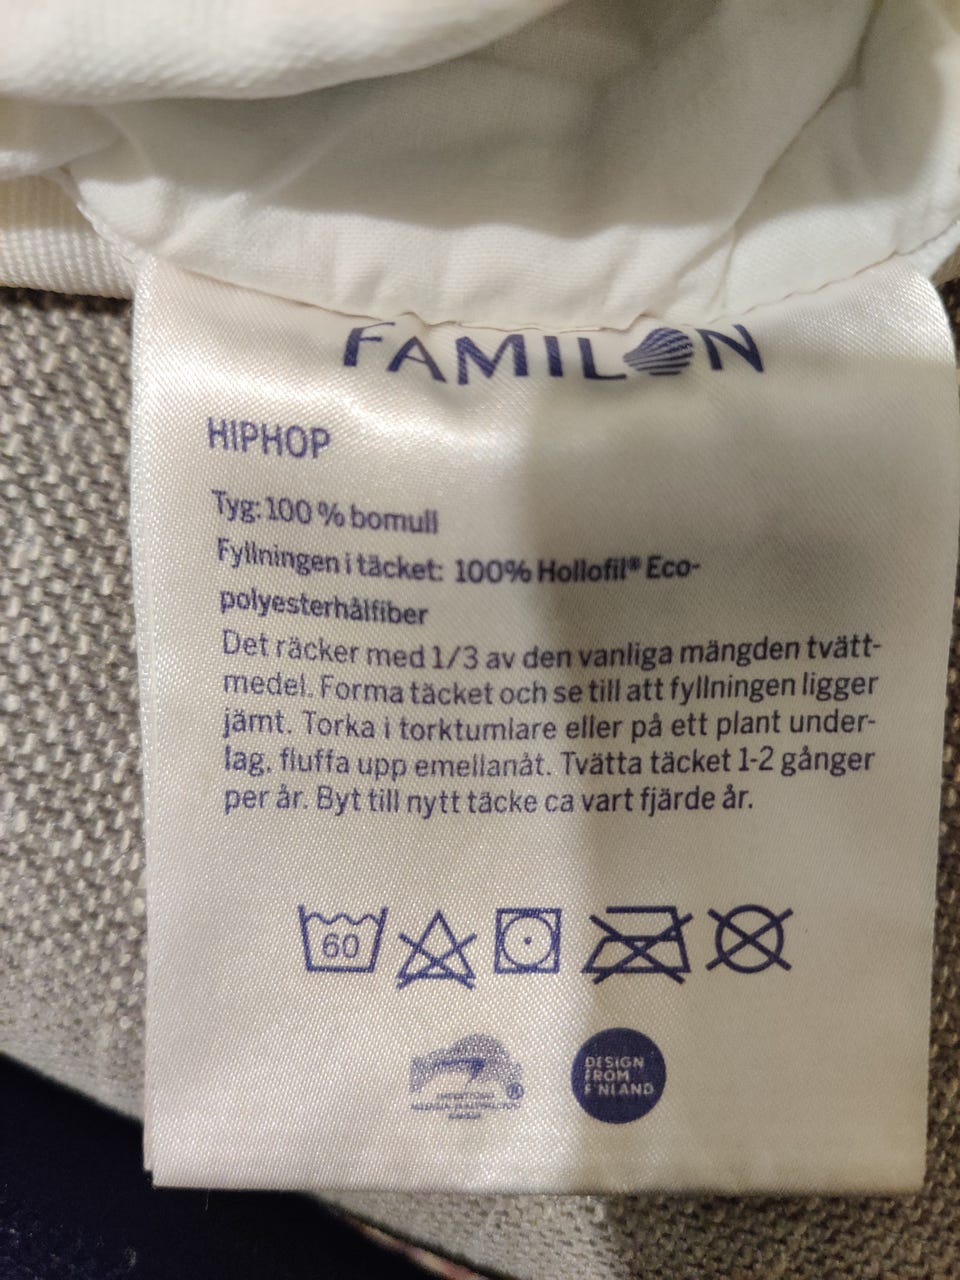 FAMILON
HIPHOP
Tyg: 100 % bomull
Fyllningen i täcket: 100% Hollofil® Eco-
polyesterhålfiber
Det räcker med 1/3 av den vanliga mängden tvätt-
medel. Forma täcket och se till att fyllningen ligger
jämt. Torka i torktumlare eller på ett plant under-
lag, fluffa upp emellanåt. Tvätta täcket 1-2 gånger
per år. Byt till nytt täcke ca vart fjärde år.
60
®
DESIGN
FROM
FINLAND